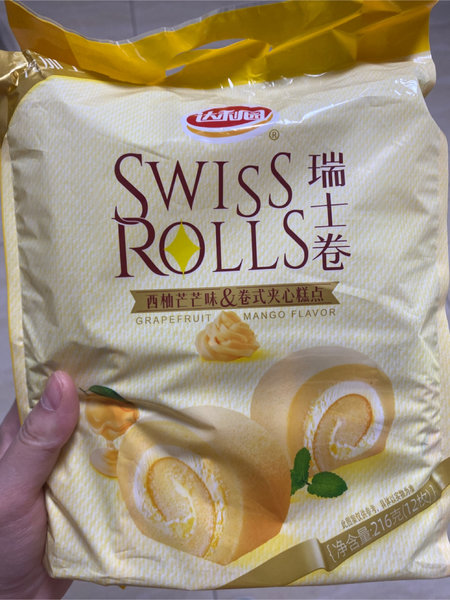 达利园
®
SWISS
ROLLS
瑞士卷
西柚芒芒味&卷式夹心糕点
GRAPEFRUIT MANGO FLAVOR
[净含量216克(12枚)]